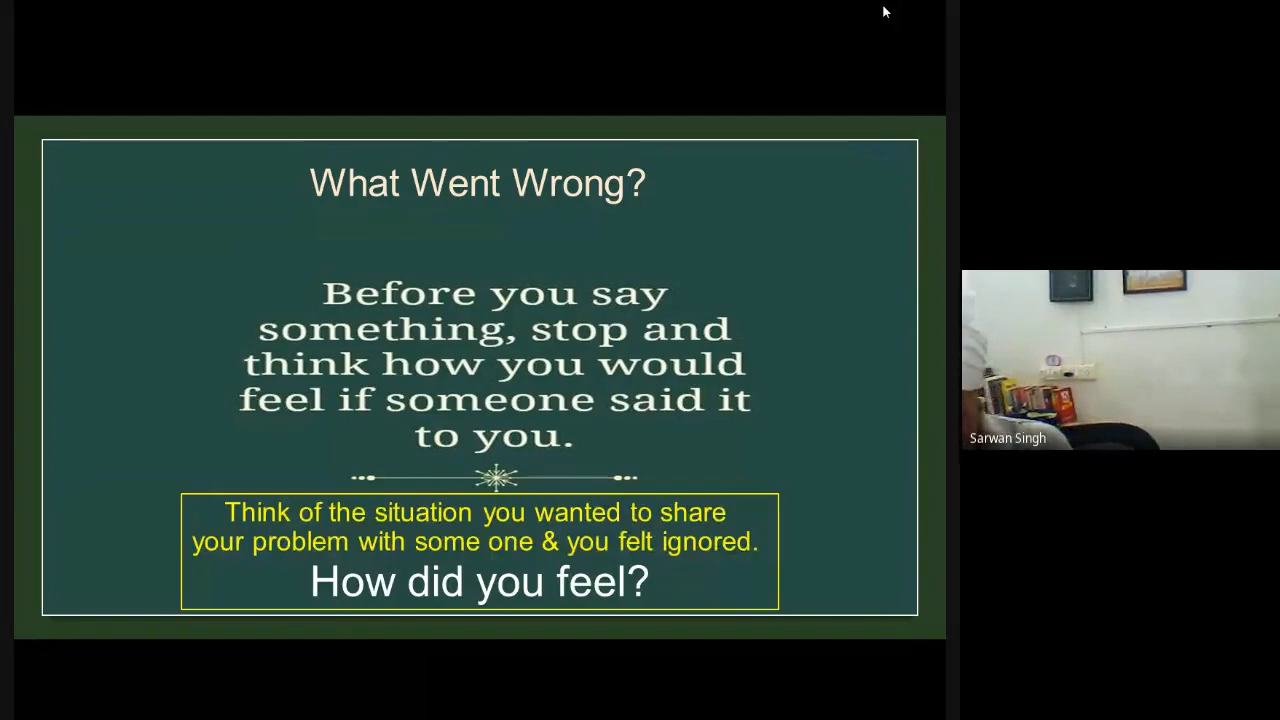 What Went Wrong?
Before you say
something, stop and
think how you would
feel if someone said it
to you.
Think of the situation you wanted to share
your problem with some one & you felt ignored.
How did you feel?
Sarwan Singh